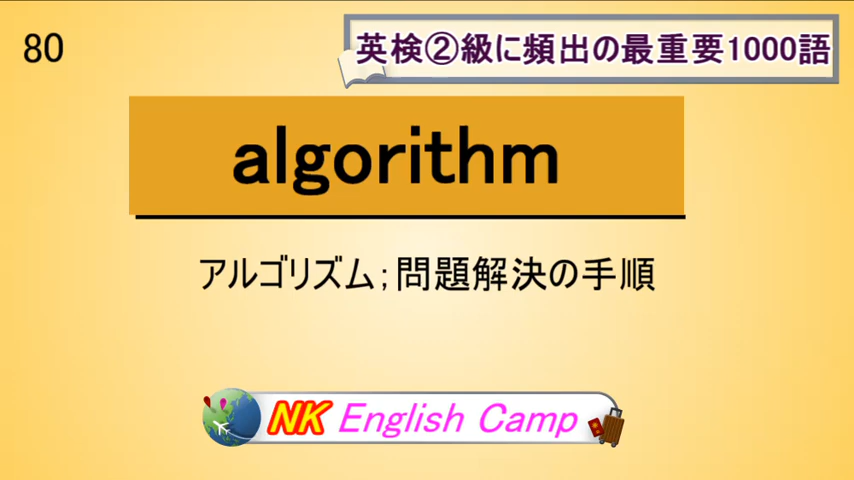 80
英検②級に頻出の最重要1000語
algorithm
アルゴリズム;問題解決の手順
NK English Camp